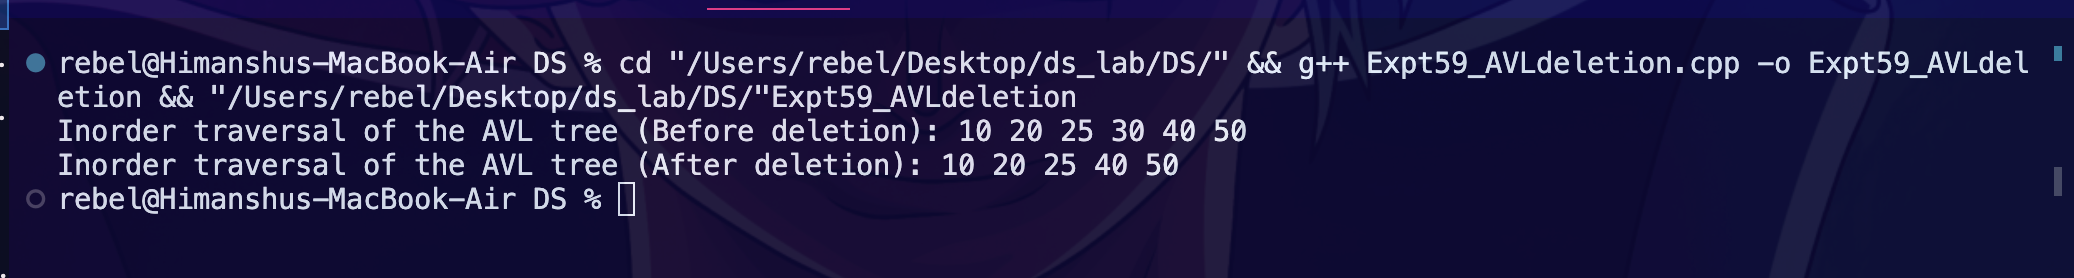 rebel@Himanshus-MacBook-Air DS % cd "/Users/rebel/Desktop/ds_lab/DS/" && g++ Expt59_AVLdeletion.cpp -o Expt59_AVLdel
etion && "/Users/rebel/Desktop/ds_lab/DS/"Expt59_AVLdeletion
Inorder traversal of the AVL tree (Before deletion): 10 20 25 30 40 50
Inorder traversal of the AVL tree (After deletion): 10 20 25 40 50
rebel@Himanshus-MacBook-Air DS %